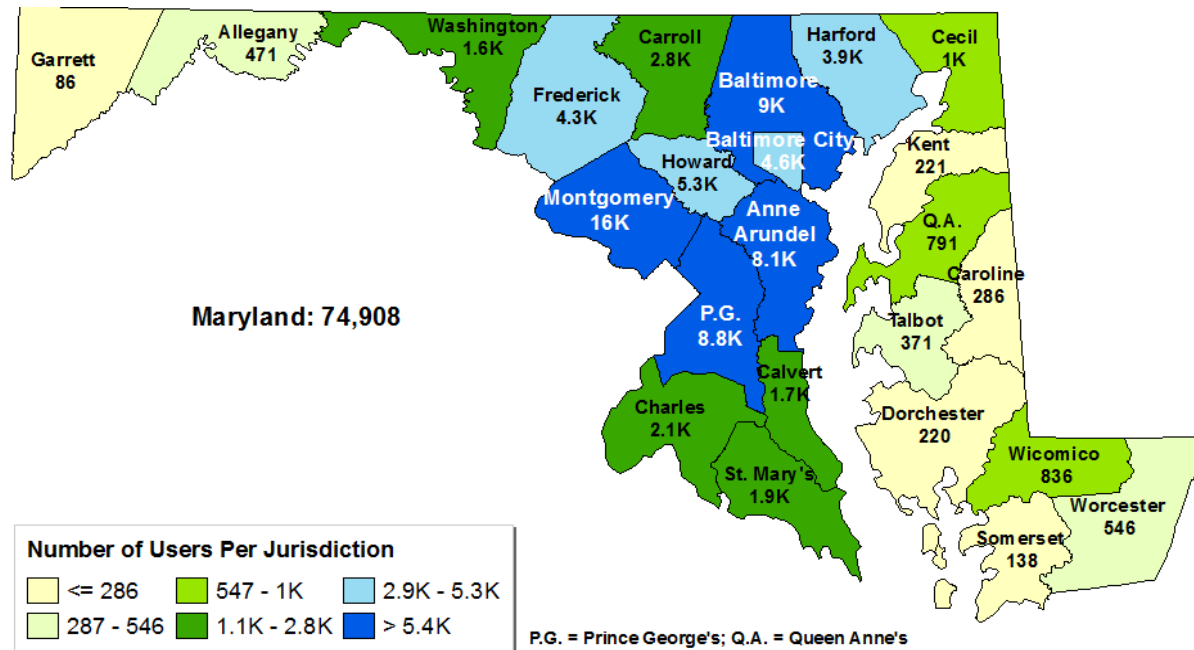 Garrett
86
Allegany
471
Washington
1.6K
Frederick
4.3K
Carroll
2.8K
Baltimore
9K
Harford
3.9K
Cecil
1K
Baltimore City
4.6K
Howard
5.3K
Montgomery
16K
Anne
Arundel
8.1K
Kent
221
Q.A.
791
Caroline
286
Talbot
371
Maryland: 74,908
P.G.
8.8K
Calvert
1.7K
Charles
2.1K
St. Mary's
1.9K
Dorchester
220
Wicomico
836
Worcester
546
Somerset
138
Number of Users Per Jurisdiction
<= 286 547 - 1K 2.9K - 5.3K
287 - 546 1.1K - 2.8K > 5.4K
P.G. = Prince George's; Q.A. = Queen Anne's